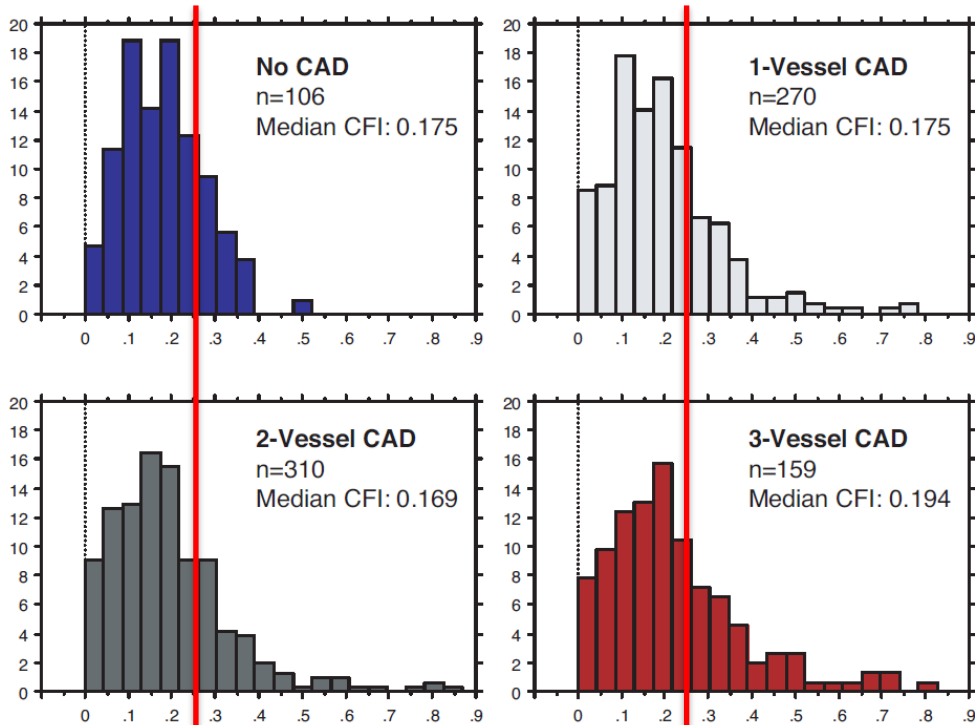 20
18
16
14
12
10
8
6
4
2
0
No CAD
n=106
Median CFI: 0.175
0 .1 .2 .3 .4 .5 .6 .7 .8 .9
20
18
16
14
12
10
8
6
4
2
0
1-Vessel CAD
n=270
Median CFI: 0.175
0 .1 .2 .3 .4 .5 .6 .7 .8 .9
20
18
16
14
12
10
8
6
4
2
0
2-Vessel CAD
n=310
Median CFI: 0.169
0 .1 .2 .3 .4 .5 .6 .7 .8 .9
20
18
16
14
12
10
8
6
4
2
0
3-Vessel CAD
n=159
Median CFI: 0.194
0 .1 .2 .3 .4 .5 .6 .7 .8 .9